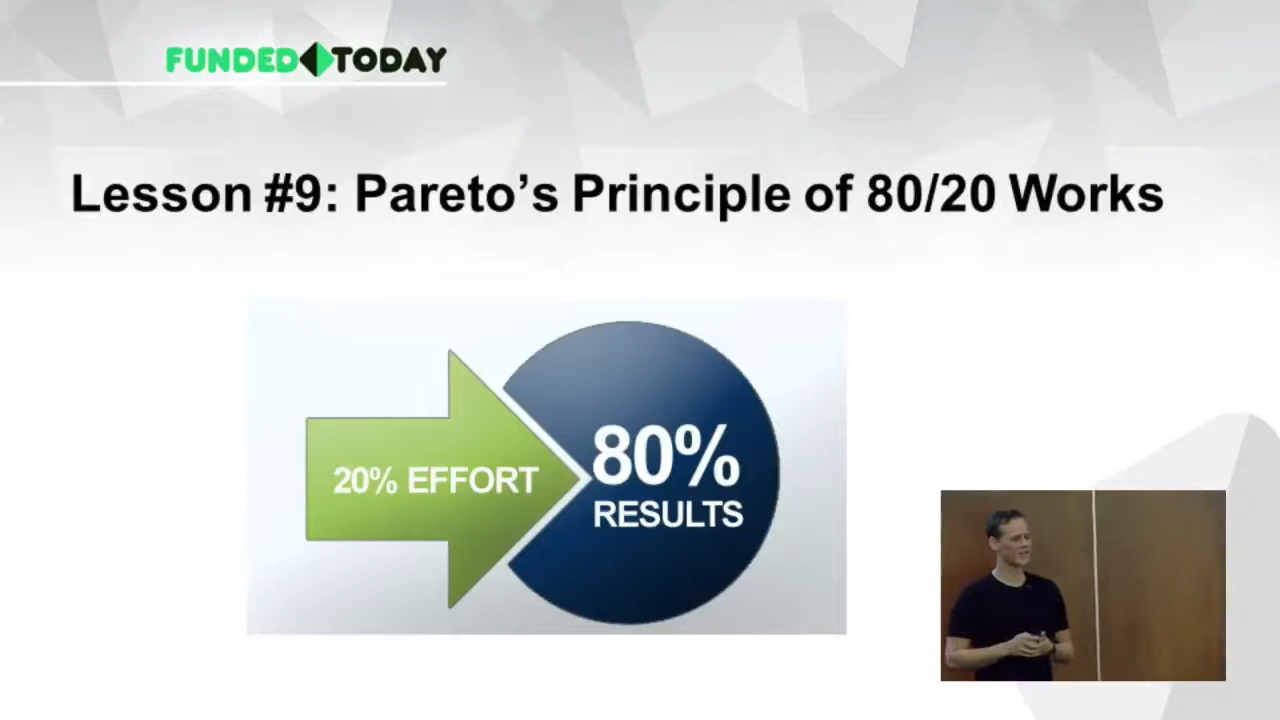 FUNDED TODAY
Lesson #9: Pareto’s Principle of 80/20 Works
20% EFFORT
80%
RESULTS